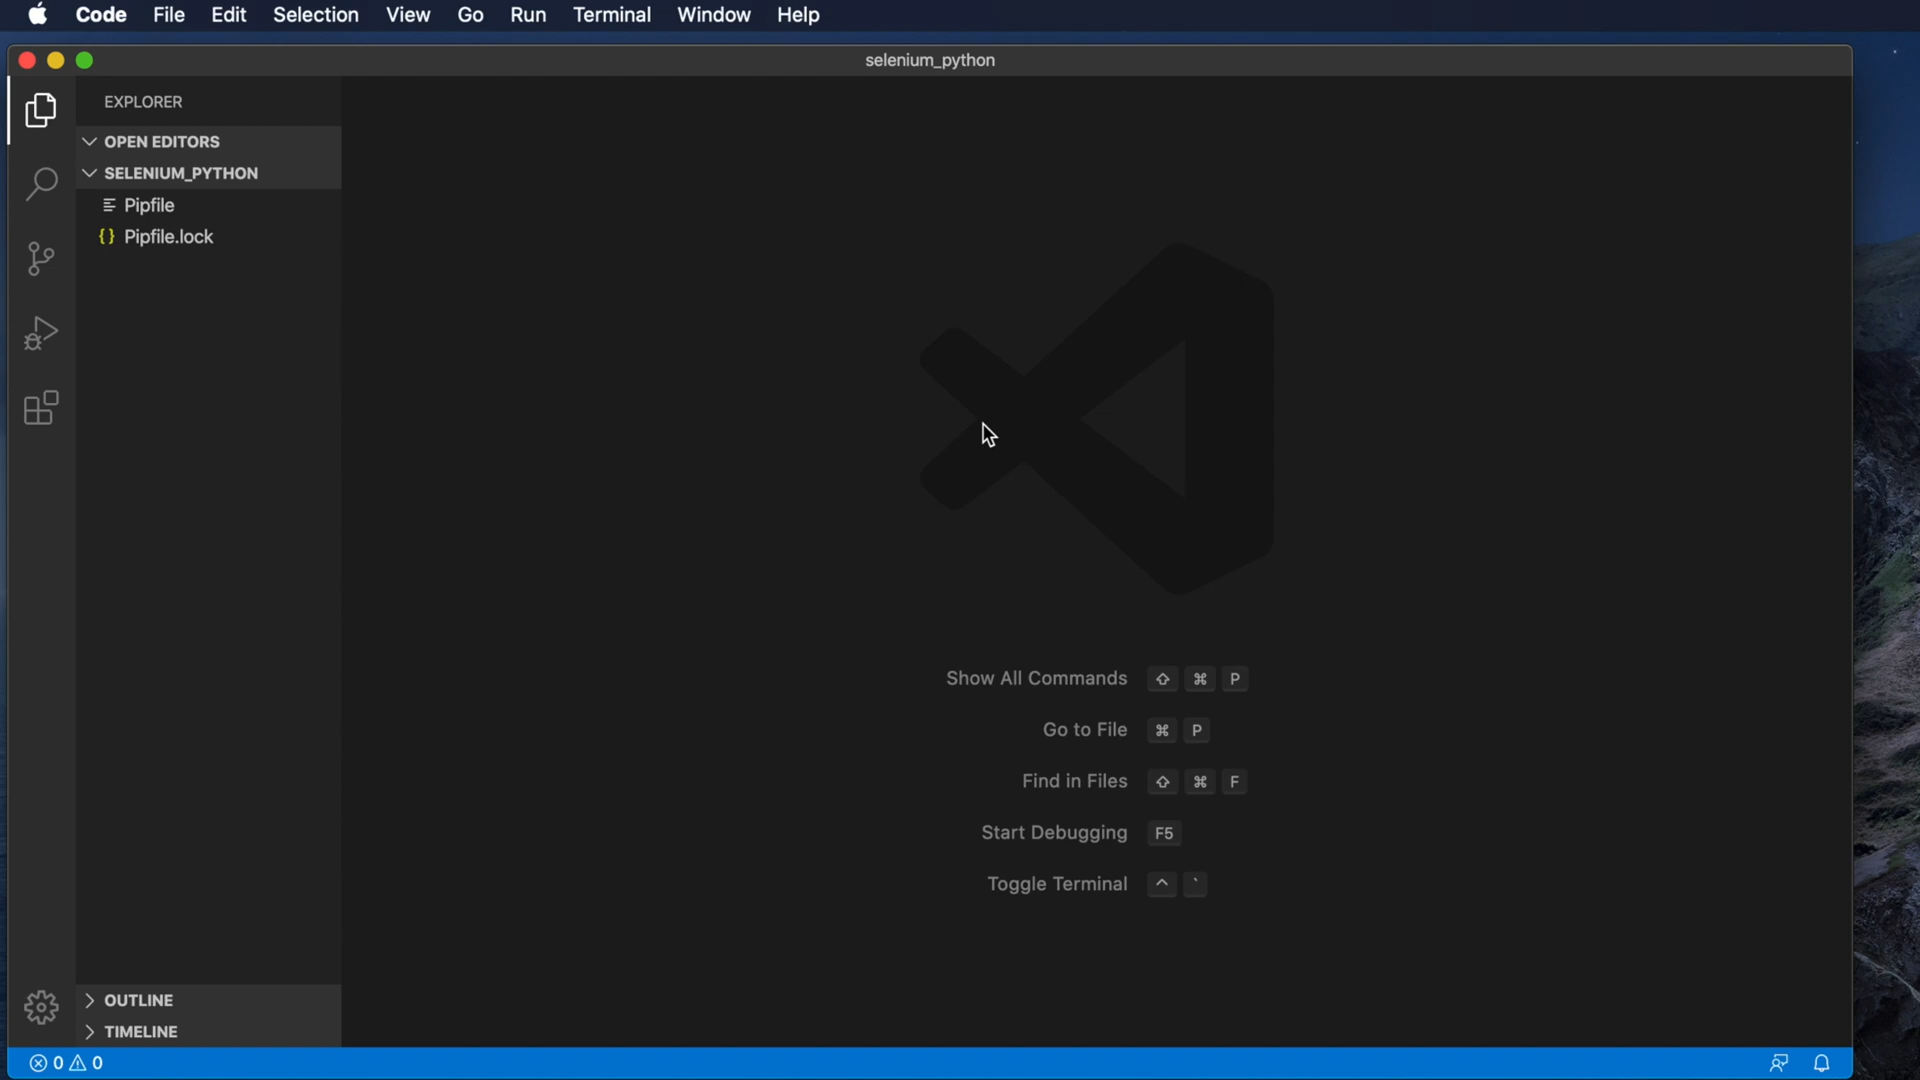 Code File Edit Selection View Go Run Terminal Window Help
selenium_python
EXPLORER
OPEN EDITORS
SELENIUM_PYTHON
Pipfile
{} Pipfile.lock
Show All Commands ⇧ ⌘ P
Go to File ⌘ P
Find in Files ⇧ ⌘ F
Start Debugging F5
Toggle Terminal ^ `
OUTLINE
TIMELINE
0 0